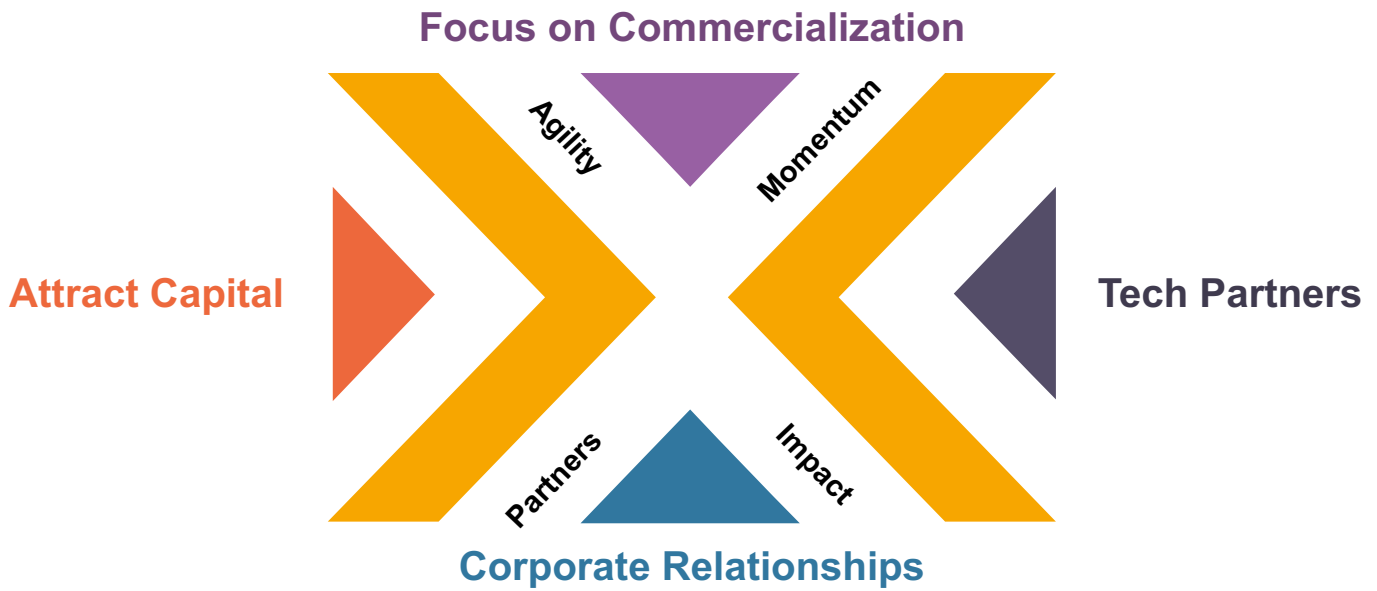 Focus on Commercialization
Agility
Momentum
Attract Capital
Tech Partners
Partners
Impact
Corporate Relationships